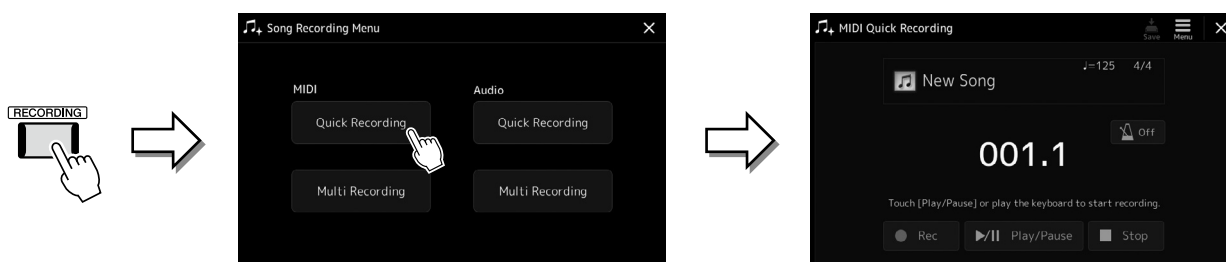 RECORDING
Song Recording Menu
MIDI
Audio
Quick Recording
Quick Recording
Multi Recording
Multi Recording
MIDI Quick Recording
Save
Menu
New Song
♩=125 4/4
Off
001.1
Touch [Play/Pause] or play the keyboard to start recording.
Rec
Play/Pause
Stop